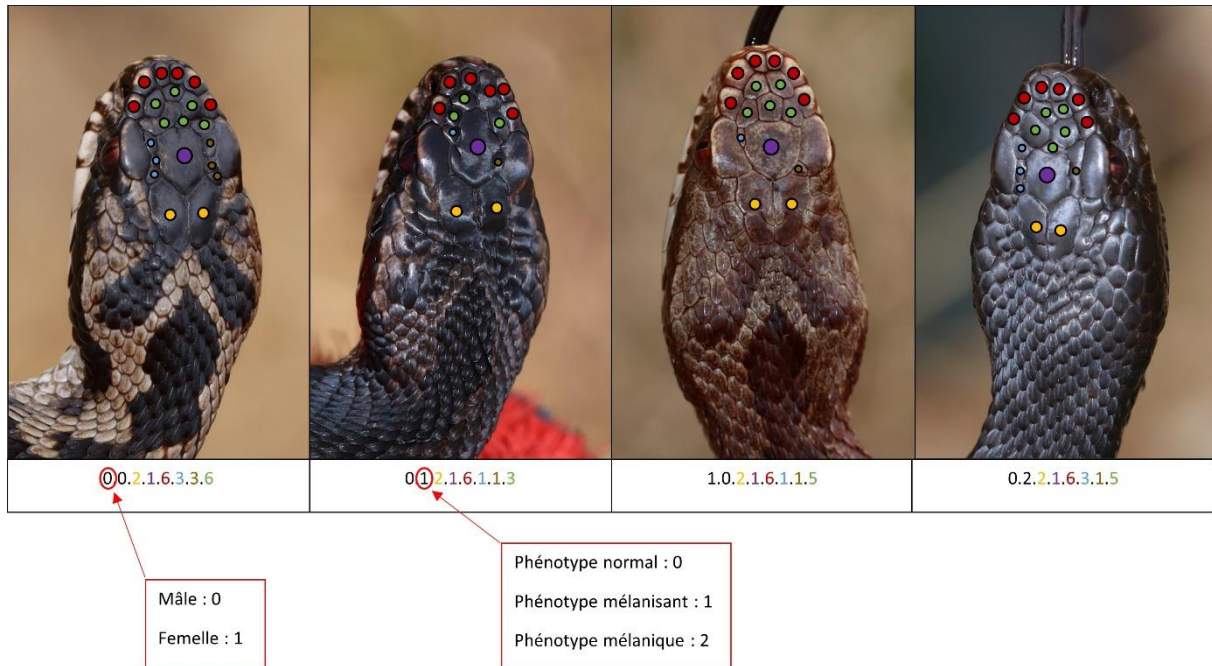 0.0.2.1.6.3.3.6
0.1.2.1.6.1.1.3
1.0.2.1.6.1.1.5
0.2.2.1.6.3.1.5
Mâle : 0
Femelle : 1
Phénotype normal : 0
Phénotype mélanisant : 1
Phénotype mélanique : 2